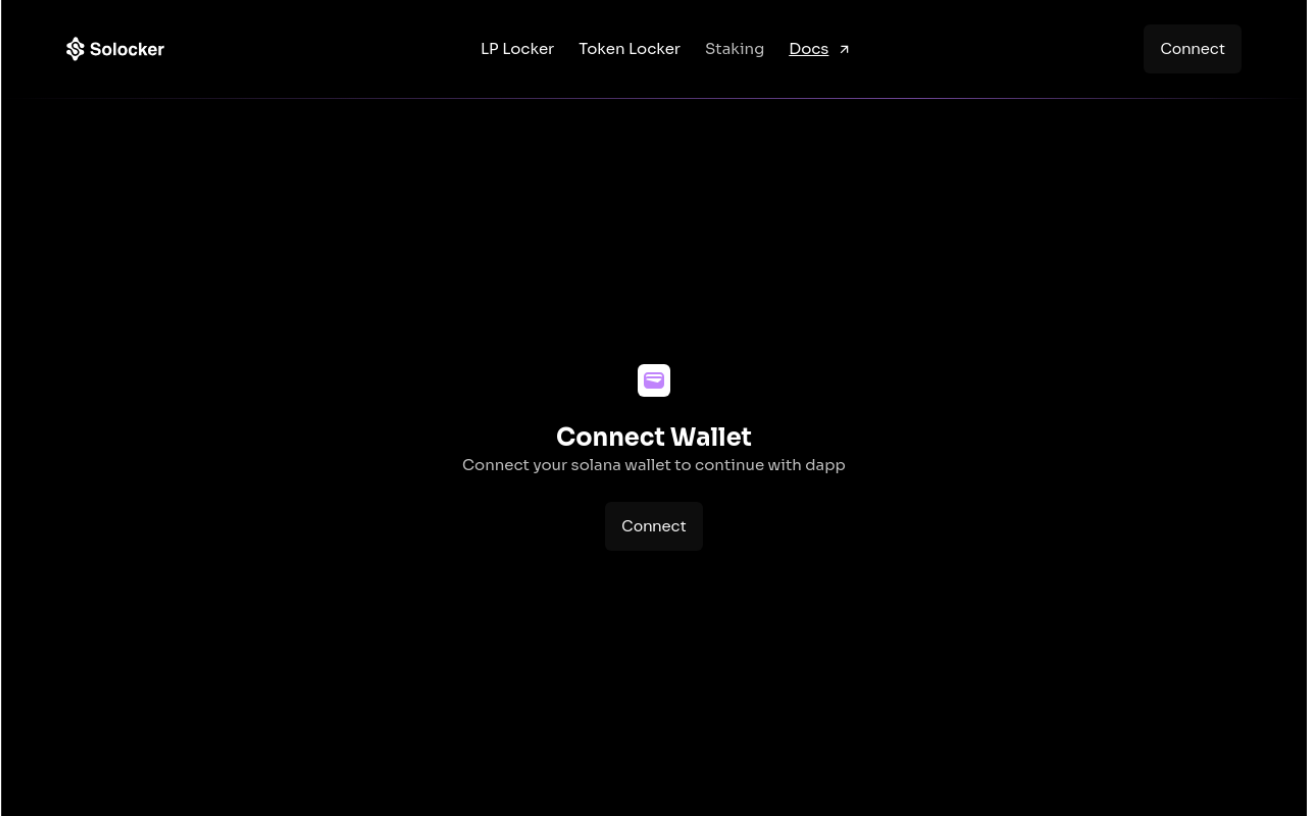 Solocker
LP Locker
Token Locker
Staking
Docs
Connect
Connect Wallet
Connect your solana wallet to continue with dapp
Connect